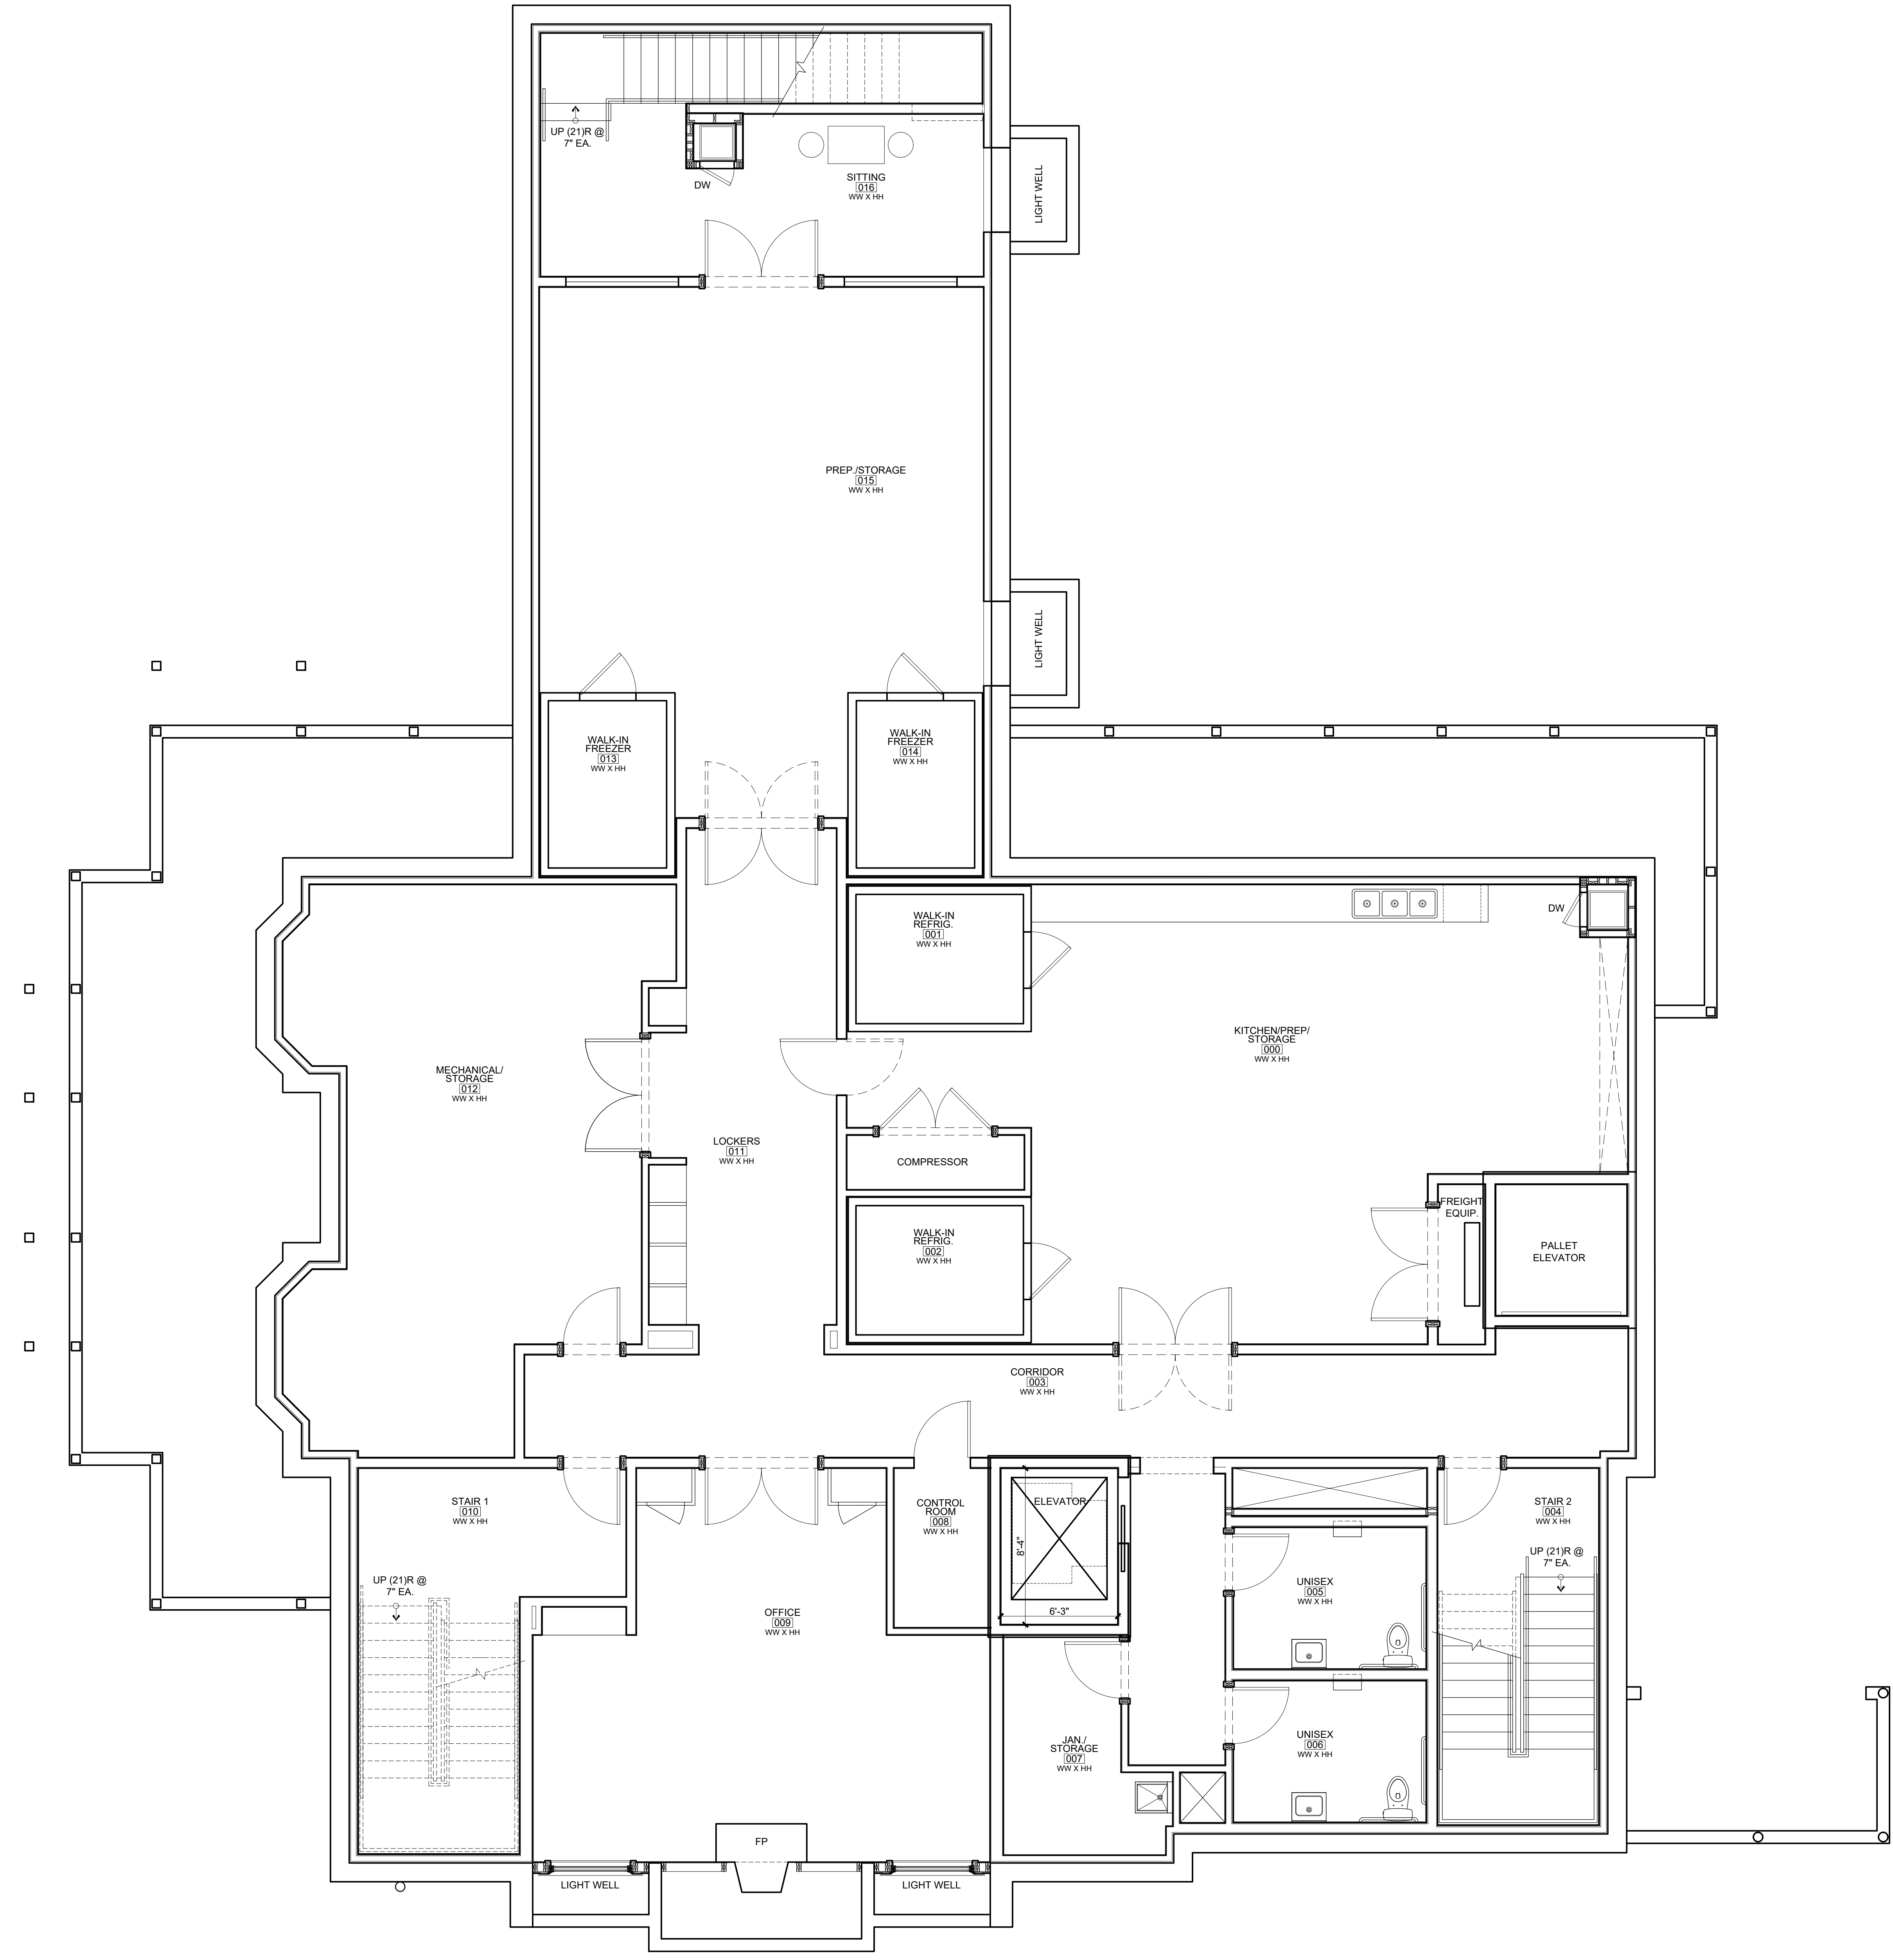 UP (21)R @
7" EA.
DW
SITTING
016
WW X HH
LIGHT WELL
PREP./STORAGE
015
WW X HH
LIGHT WELL
WALK-IN
FREEZER
013
WW X HH
WALK-IN
FREEZER
014
WW X HH
WALK-IN
REFRIG.
001
WW X HH
DW
KITCHEN/PREP/
STORAGE
000
WW X HH
MECHANICAL/
STORAGE
012
WW X HH
LOCKERS
011
WW X HH
COMPRESSOR
FREIGHT
EQUIP.
WALK-IN
REFRIG.
002
WW X HH
PALLET
ELEVATOR
CORRIDOR
003
WW X HH
STAIR 1
010
WW X HH
CONTROL
ROOM
008
WW X HH
ELEVATOR
8'-4"
6'-3"
STAIR 2
004
WW X HH
UP (21)R @
7" EA.
UP (21)R @
7" EA.
UNISEX
005
WW X HH
OFFICE
009
WW X HH
JAN./
STORAGE
007
WW X HH
UNISEX
006
WW X HH
FP
LIGHT WELL
LIGHT WELL